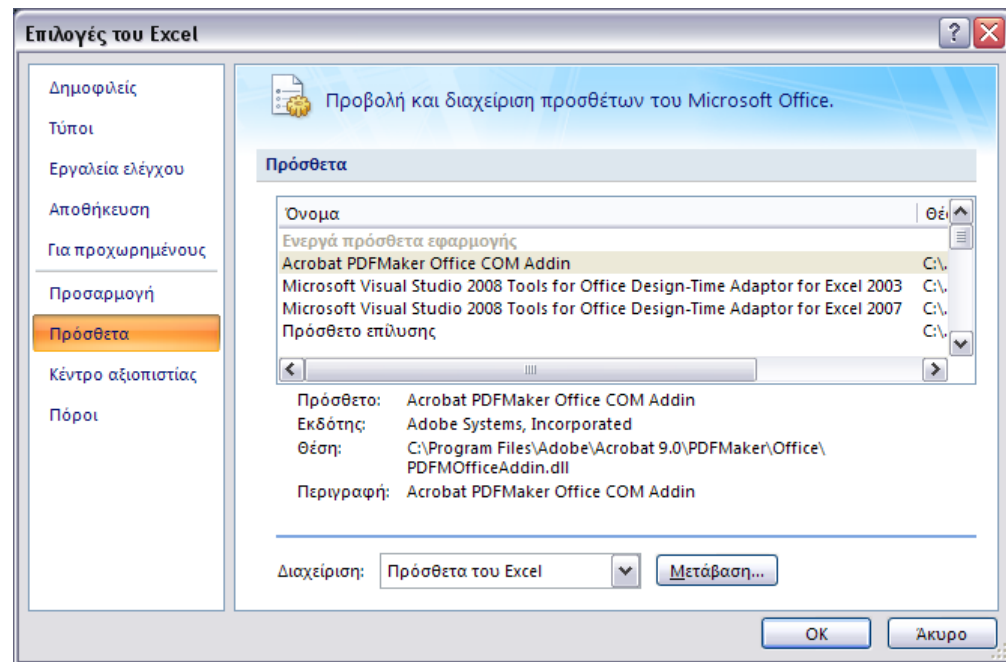 Επιλογές του Excel
Δημοφιλείς
Τύποι
Εργαλεία ελέγχου
Αποθήκευση
Για προχωρημένους
Προσαρμογή
Πρόσθετα
Κέντρο αξιοπιστίας
Πόροι
Προβολή και διαχείριση προσθέτων του Microsoft Office.
Πρόσθετα
Όνομα Θέ
Ενεργά πρόσθετα εφαρμογής
Acrobat PDFMaker Office COM Addin C:\.
Microsoft Visual Studio 2008 Tools for Office Design-Time Adaptor for Excel 2003 C:\.
Microsoft Visual Studio 2008 Tools for Office Design-Time Adaptor for Excel 2007 C:\.
Πρόσθετο επίλυσης C:\.
Πρόσθετο: Acrobat PDFMaker Office COM Addin
Εκδότης: Adobe Systems, Incorporated
Θέση: C:\Program Files\Adobe\Acrobat 9.0\PDFMaker\Office\
PDFMOfficeAddin.dll
Περιγραφή: Acrobat PDFMaker Office COM Addin
Διαχείριση: Πρόσθετα του Excel Μετάβαση...
OK Άκυρο